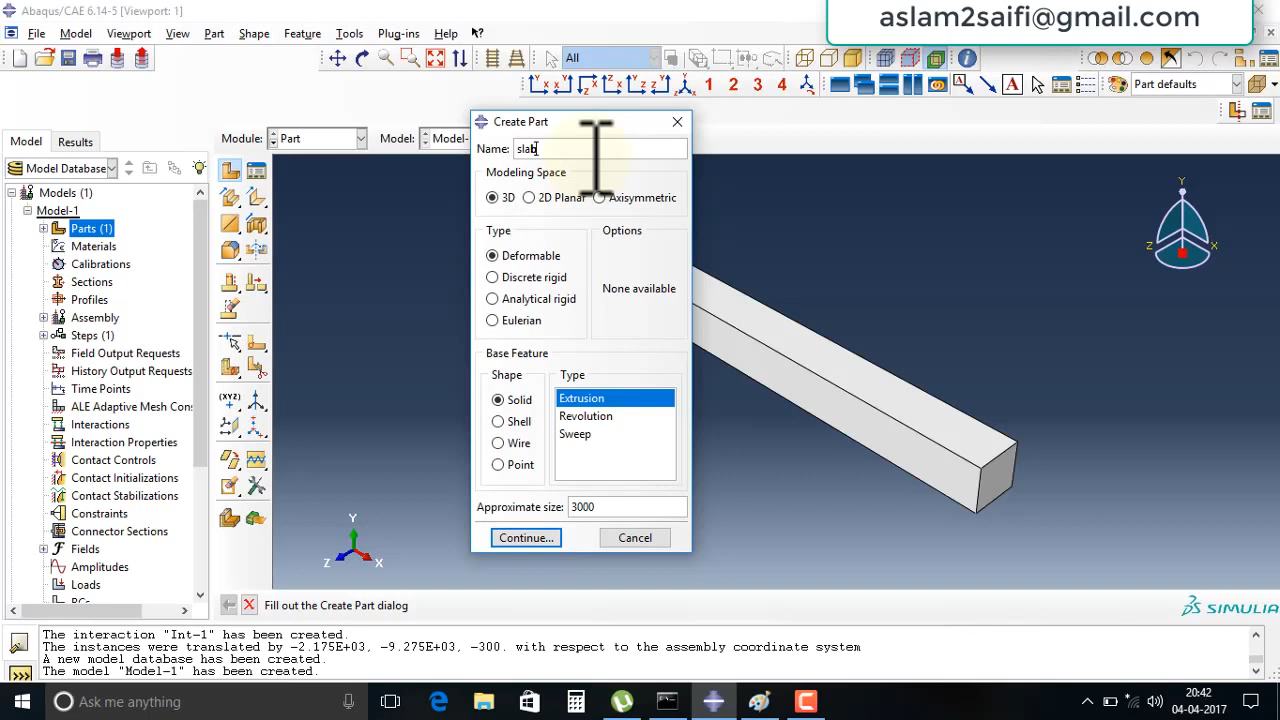 Abaqus/CAE 6.14-5 [Viewport: 1]
aslam2saifi@gmail.com
File Model Viewport View Part Shape Feature Tools Plug-ins Help
All
1 2 3 4
Part defaults
Model Results
Module: Part Model: Model-
Model Database
Models (1)
Model-1
Parts (1)
Materials
Calibrations
Sections
Profiles
Assembly
Steps (1)
Field Output Requests
History Output Requests
Time Points
ALE Adaptive Mesh Cons
Interactions
Interaction Properties
Contact Controls
Contact Initializations
Contact Stabilizations
Constraints
Connector Sections
Fields
Amplitudes
Loads
Create Part
Name: slab
Modeling Space
3D 2D Planar Axisymmetric
Type
Deformable
Discrete rigid
Analytical rigid
Eulerian
Options
None available
Base Feature
Shape
Solid
Shell
Wire
Point
Type
Extrusion
Revolution
Sweep
Approximate size: 3000
Continue... Cancel
Y
Z X
Y
Z X
Fill out the Create Part dialog
SIMULIA
The interaction "Int-1" has been created.
The instances were translated by -2.175E+03, -9.275E+03, -300. with respect to the assembly coordinate system
A new model database has been created.
The model "Model-1" has been created.
Ask me anything
20:42
04-04-2017